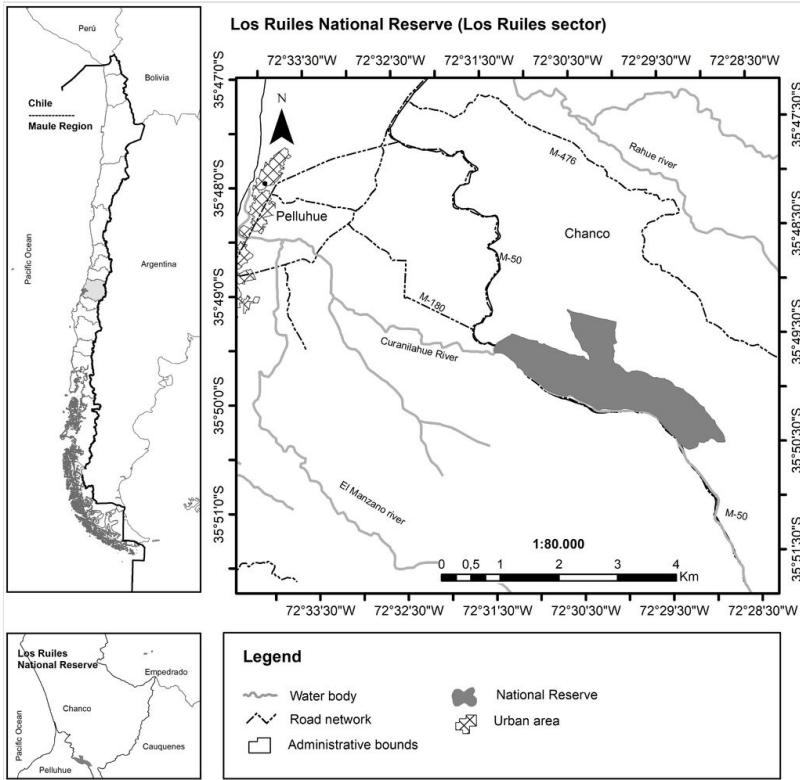 Los Ruiles National Reserve (Los Ruiles sector)
Perú
Bolivia
Chile
Maule Region
Pacific Ocean
Argentina
72°33'30"W 72°32'30"W 72°31'30"W 72°30'30"W 72°29'30"W 72°28'30"W
35°47'0"S
35°48'0"S
35°49'0"S
35°50'0"S
35°51'0"S
35°47'30"S
35°48'30"S
35°49'30"S
35°50'30"S
35°51'30"S
N
Rahue river
M-476
Pelluhue
Chanco
M-50
M-180
Curanilahue River
El Manzano river
M-50
1:80.000
0 0,5 1 2 3 4
Km
72°33'30"W 72°32'30"W 72°31'30"W 72°30'30"W 72°29'30"W 72°28'30"W
Los Ruiles
National Reserve
Empedrado
Chanco
Pacific Ocean
Cauquenes
Pelluhue
Legend
Water body
Road network
Administrative bounds
National Reserve
Urban area